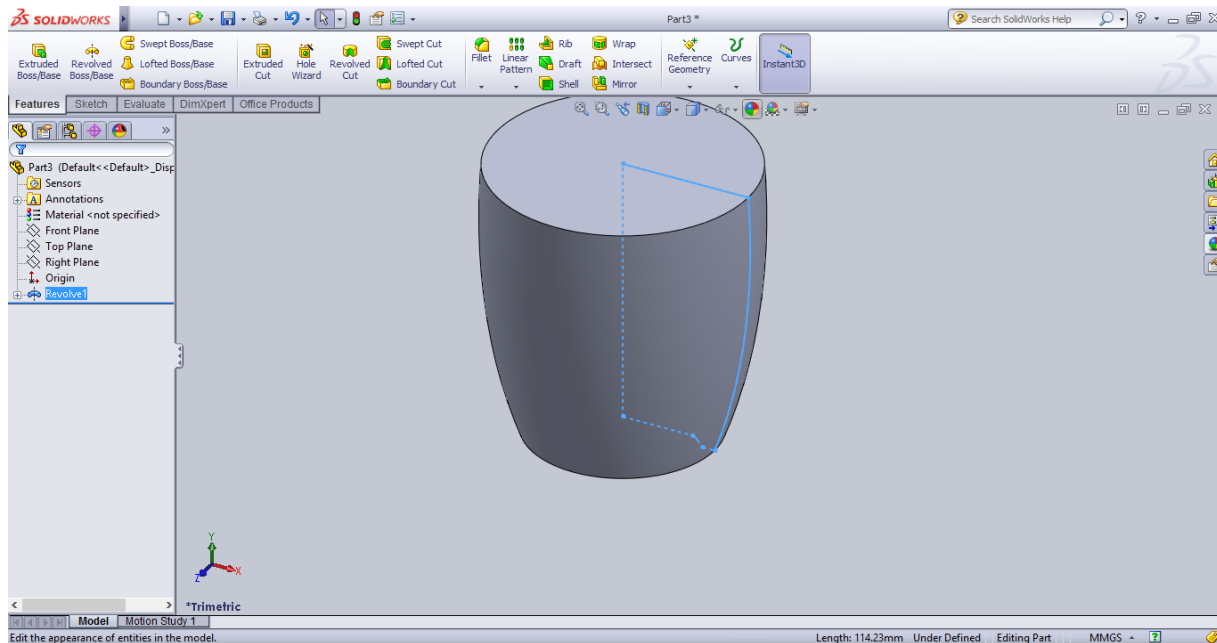 SOLIDWORKS
Part3 *
Search SolidWorks Help
Extruded Boss/Base
Revolved Boss/Base
Swept Boss/Base
Lofted Boss/Base
Boundary Boss/Base
Extruded Cut
Hole Wizard
Revolved Cut
Swept Cut
Lofted Cut
Boundary Cut
Fillet
Linear Pattern
Rib
Draft
Shell
Wrap
Intersect
Mirror
Reference Geometry
Curves
Instant3D
Features
Sketch
Evaluate
DimXpert
Office Products
Part3 (Default<<Default>_Disp
Sensors
Annotations
Material <not specified>
Front Plane
Top Plane
Right Plane
Origin
Revolve1
Y
X
Z
*Trimetric
Model
Motion Study 1
Edit the appearance of entities in the model.
Length: 114.23mm Under Defined Editing Part MMGS